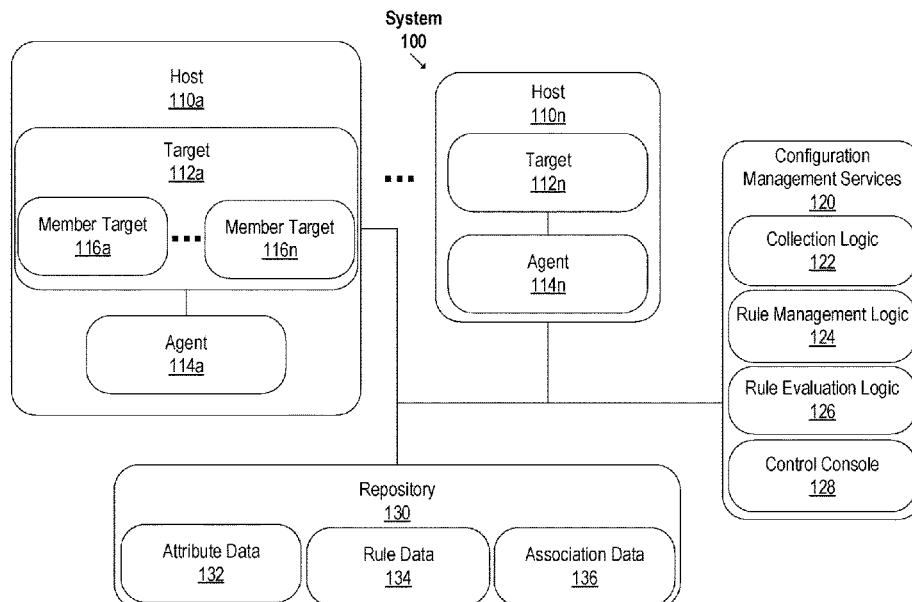 System
100
Host
110a
Target
112a
Member Target
116a
Member Target
116n
Agent
114a
Host
110n
Target
112n
Agent
114n
Configuration
Management Services
120
Collection Logic
122
Rule Management Logic
124
Rule Evaluation Logic
126
Control Console
128
Repository
130
Attribute Data
132
Rule Data
134
Association Data
136